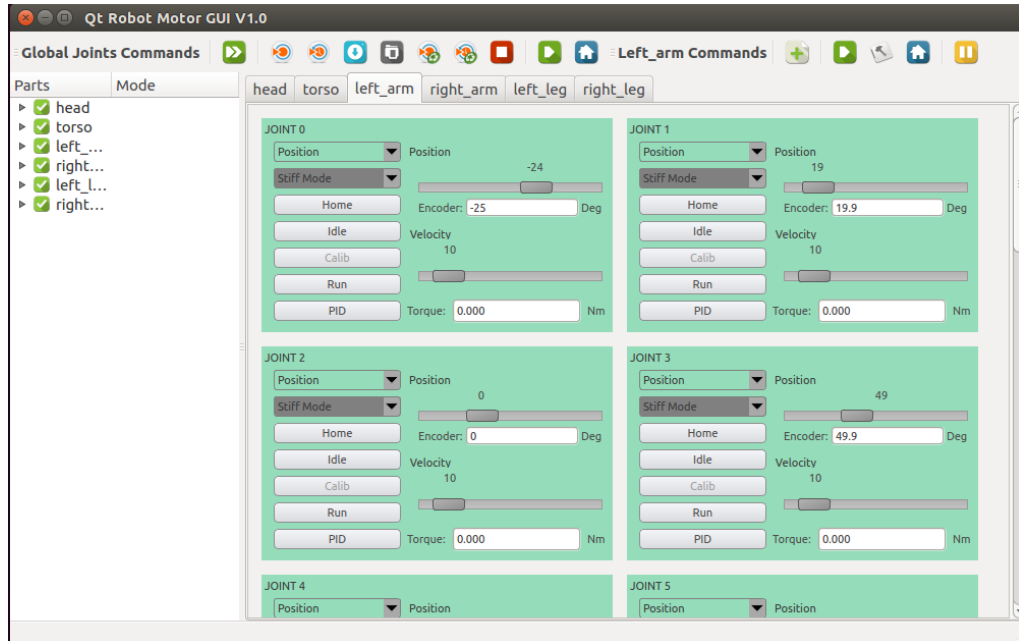 Qt Robot Motor GUI V1.0
Global Joints Commands
Left_arm Commands
Parts Mode
head
torso
left_...
right...
left_l...
right...
head torso left_arm right_arm left_leg right_leg
JOINT 0
Position Position
-24
Stiff Mode
Home Encoder: -25 Deg
Idle Velocity
10
Calib
Run
PID Torque: 0.000 Nm
JOINT 1
Position Position
19
Stiff Mode
Home Encoder: 19.9 Deg
Idle Velocity
10
Calib
Run
PID Torque: 0.000 Nm
JOINT 2
Position Position
0
Stiff Mode
Home Encoder: 0 Deg
Idle Velocity
10
Calib
Run
PID Torque: 0.000 Nm
JOINT 3
Position Position
49
Stiff Mode
Home Encoder: 49.9 Deg
Idle Velocity
10
Calib
Run
PID Torque: 0.000 Nm
JOINT 4
Position Position
JOINT 5
Position Position